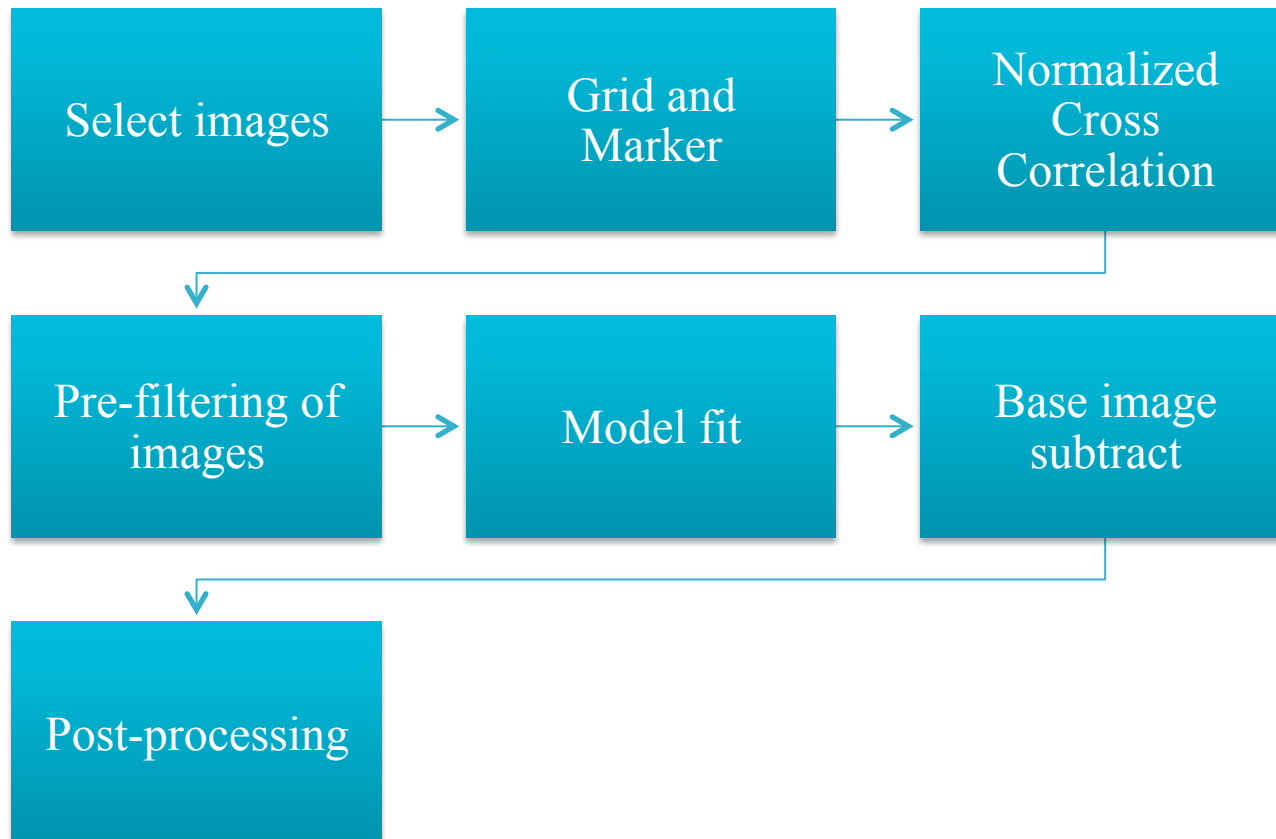 Select images
Grid and
Marker
Normalized
Cross
Correlation
Pre-filtering of
images
Model fit
Base image
subtract
Post-processing